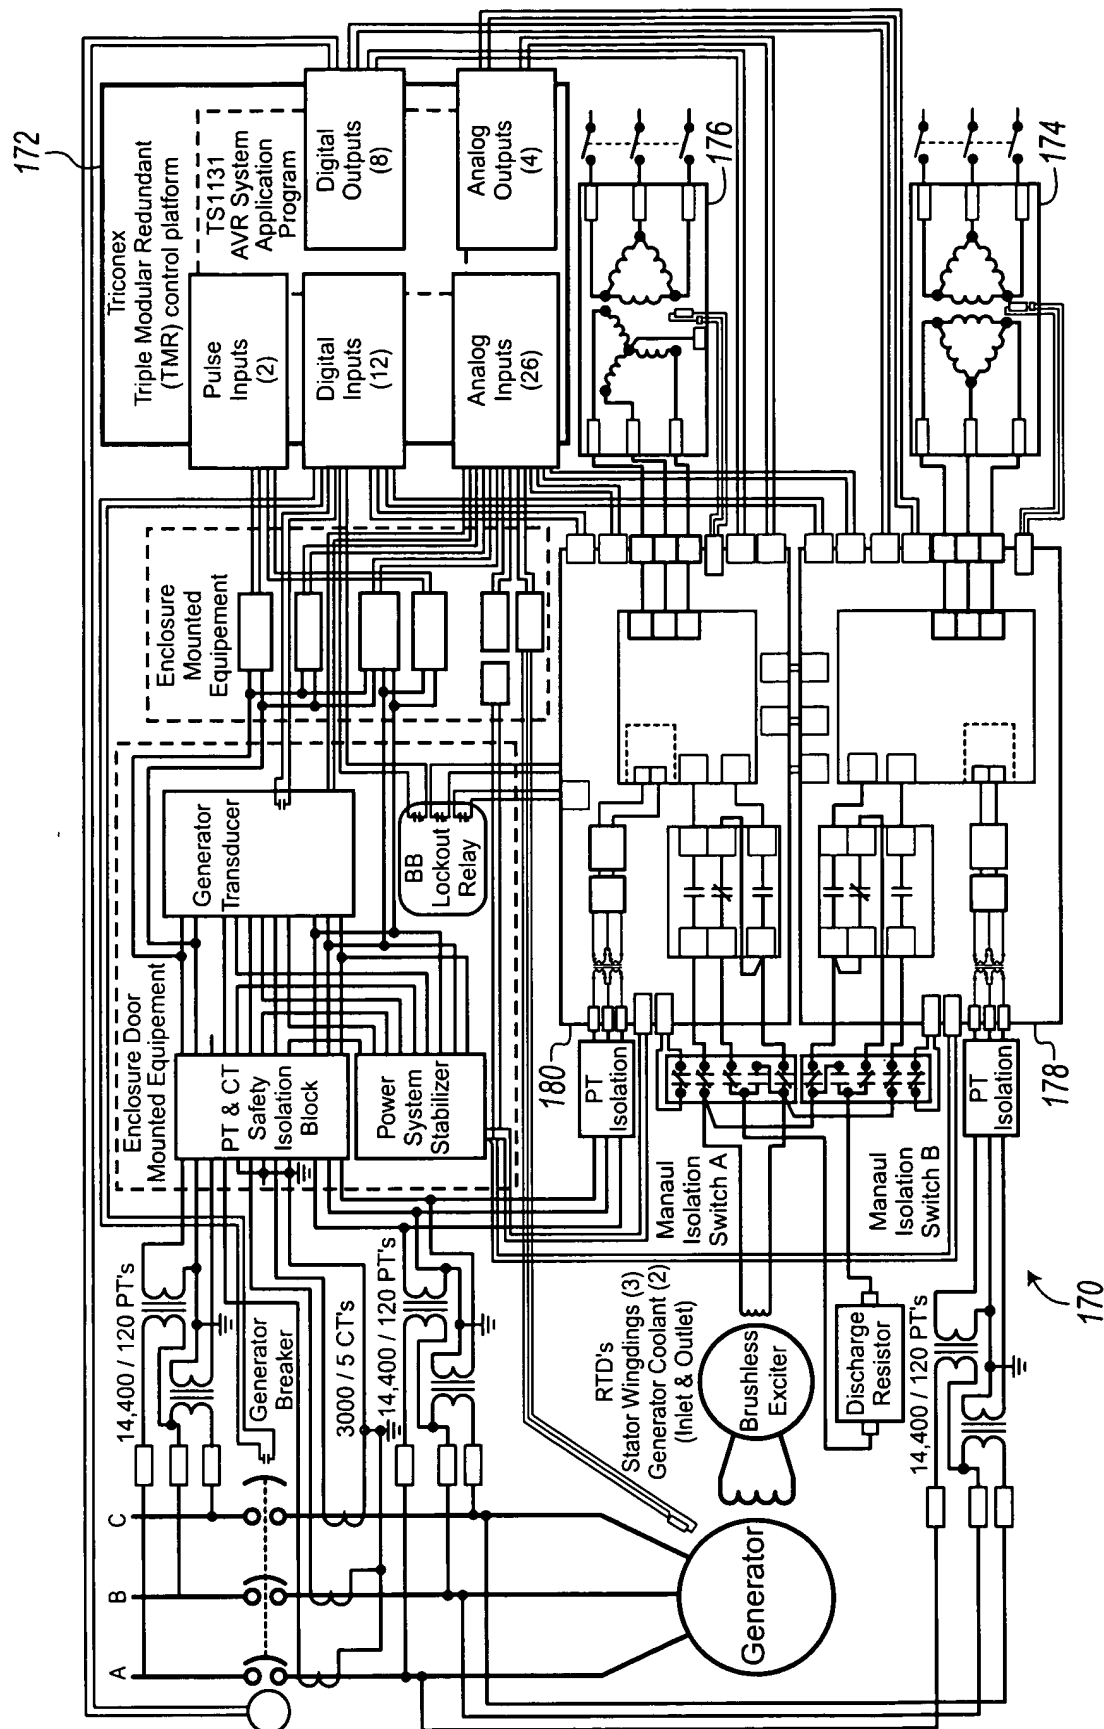 172
Triconex
Triple Modular Redundant
(TMR) control platform
TS1131
AVR System
Application
Program
Pulse
Inputs
(2)
Digital
Inputs
(12)
Analog
Inputs
(26)
Digital
Outputs
(8)
Analog
Outputs
(4)
176
174
Enclosure
Mounted
Equipement
Enclosure Door
Mounted Equipement
Generator
Transducer
BB
Lockout
Relay
PT & CT
Safety
Isolation
Block
Power
System
Stabilizer
180
PT
Isolation
178
PT
Isolation
Manaul
Isolation
Switch A
Manaul
Isolation
Switch B
14,400 / 120 PT's
Generator
Breaker
3000 / 5 CT's
14,400 / 120 PT's
RTD's
Stator Wingdings (3)
Generator Coolant (2)
(Inlet & Outlet)
Brushless
Exciter
Discharge
Resistor
14,400 / 120 PT's
170
A
B
C
Generator